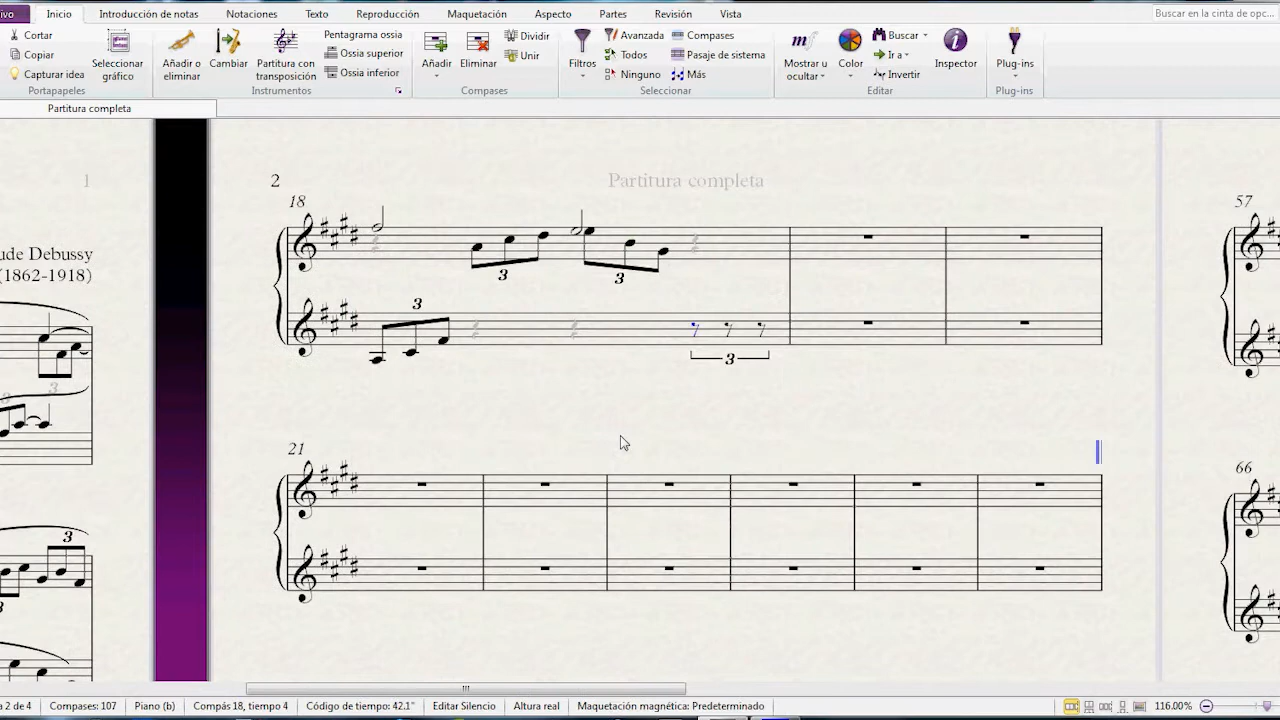 ivo Inicio Introducción de notas Notaciones Texto Reproducción Maquetación Aspecto Partes Revisión Vista Buscar en la cinta de opc...
Cortar
Copiar
Capturar idea
Portapapeles
Seleccionar gráfico
Añadir o eliminar
Cambiar
Partitura con transposición
Pentagrama ossia
Ossia superior
Ossia inferior
Instrumentos
Añadir
Eliminar
Dividir
Unir
Compases
Filtros
Avanzada
Todos
Ninguno
Compases
Pasaje de sistema
Más
Seleccionar
Mostrar u ocultar
Color
Buscar
Ir a
Invertir
Editar
Inspector
Plug-ins
Plug-ins
Partitura completa
1
2
Partitura completa
18
57
ude Debussy
(1862-1918)
3
3
3
3
3
21
66
3
a 2 de 4 Compases: 107 Piano (b) Compás 18, tiempo 4 Código de tiempo: 42.1" Editar Silencio Altura real Maquetación magnética: Predeterminado 116.00%